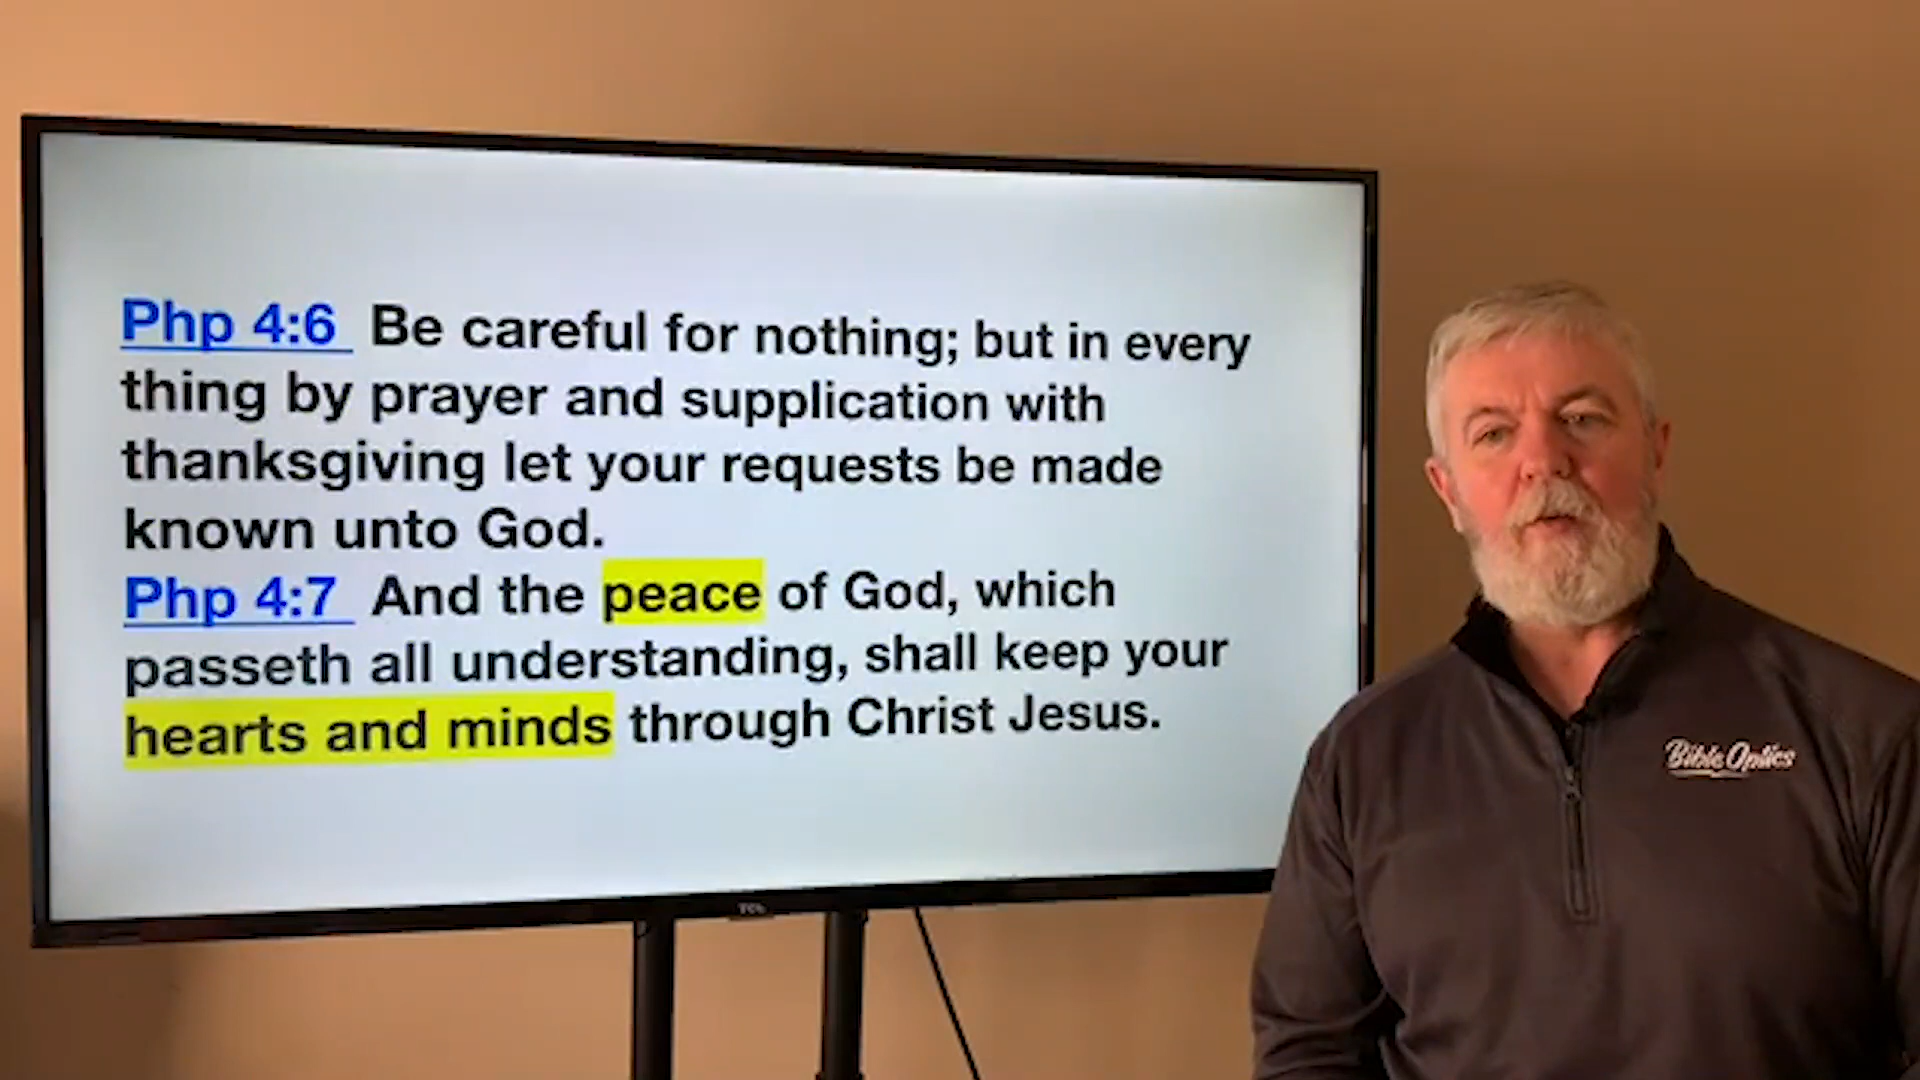 Php 4:6 Be careful for nothing; but in every
thing by prayer and supplication with
thanksgiving let your requests be made
known unto God.
Php 4:7 And the peace of God, which
passeth all understanding, shall keep your
hearts and minds through Christ Jesus.
TCL
Bible Optics